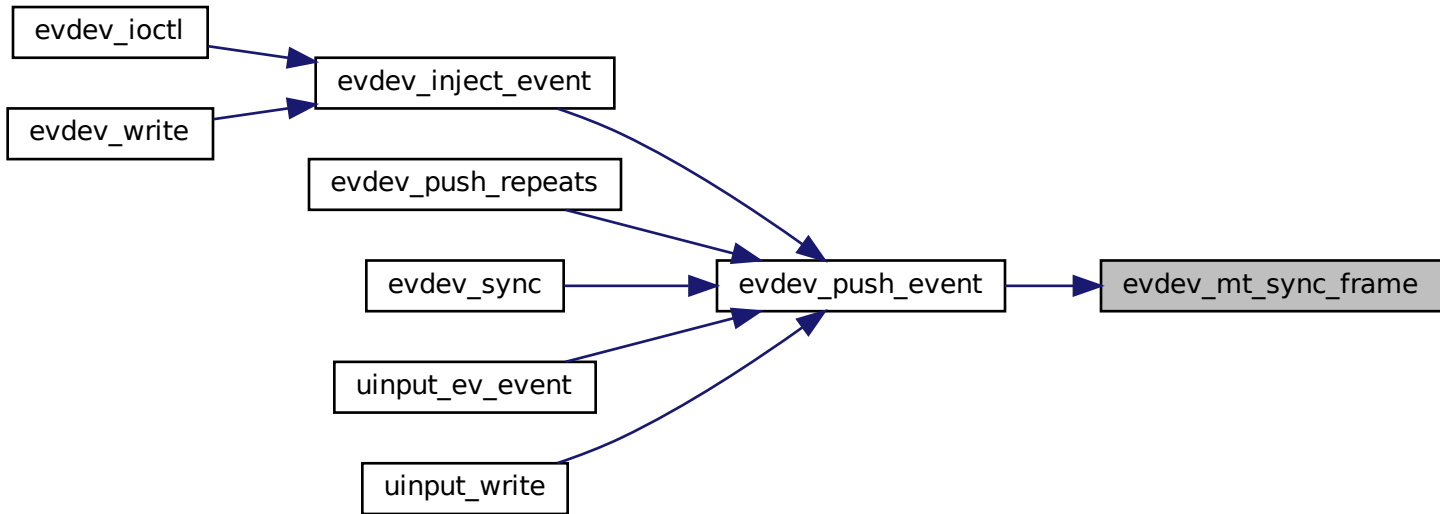 evdev_ioctl
evdev_inject_event
evdev_write
evdev_push_repeats
evdev_sync
evdev_push_event
evdev_mt_sync_frame
uinput_ev_event
uinput_write